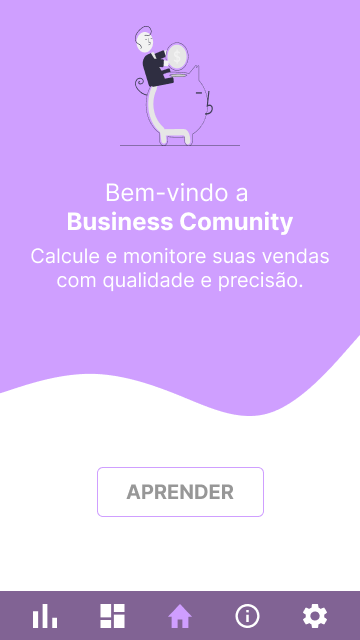 Bem-vindo a
Business Comunity
Calcule e monitore suas vendas
com qualidade e precisão.
APRENDER